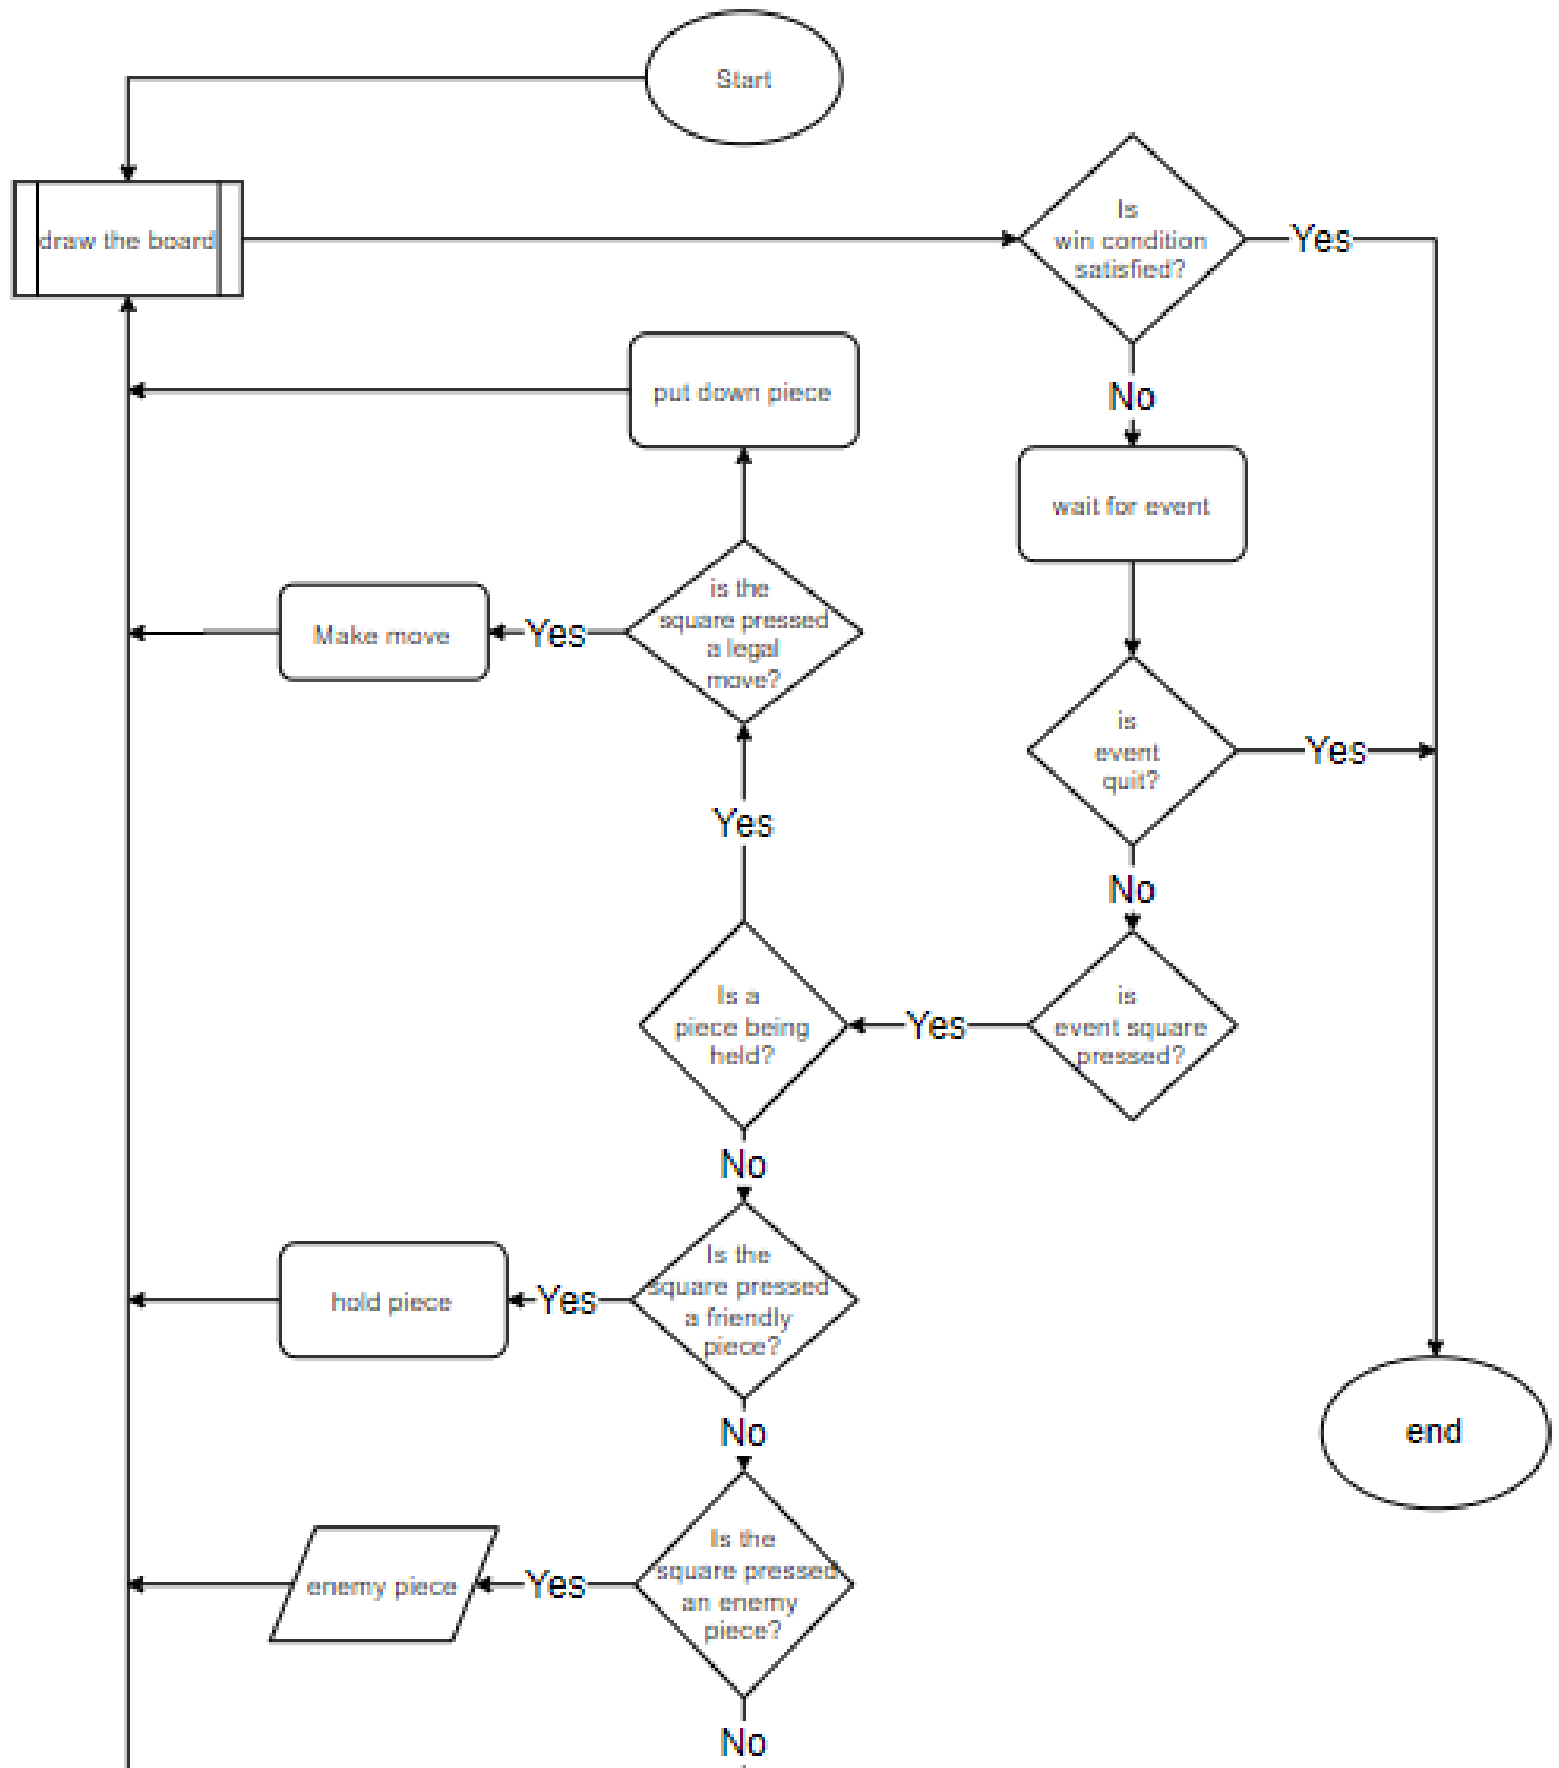 Start
Is
win condition
satisfied?
Yes
draw the board
No
put down piece
wait for event
is the
square pressed
a legal
move?
Yes
Make move
is
event
quit?
Yes
Yes
No
Is a
piece being
held?
Yes
is
event square
pressed?
No
Is the
square pressed
a friendly
piece?
Yes
hold piece
No
end
Is the
square pressed
an enemy
piece?
Yes
enemy piece
No